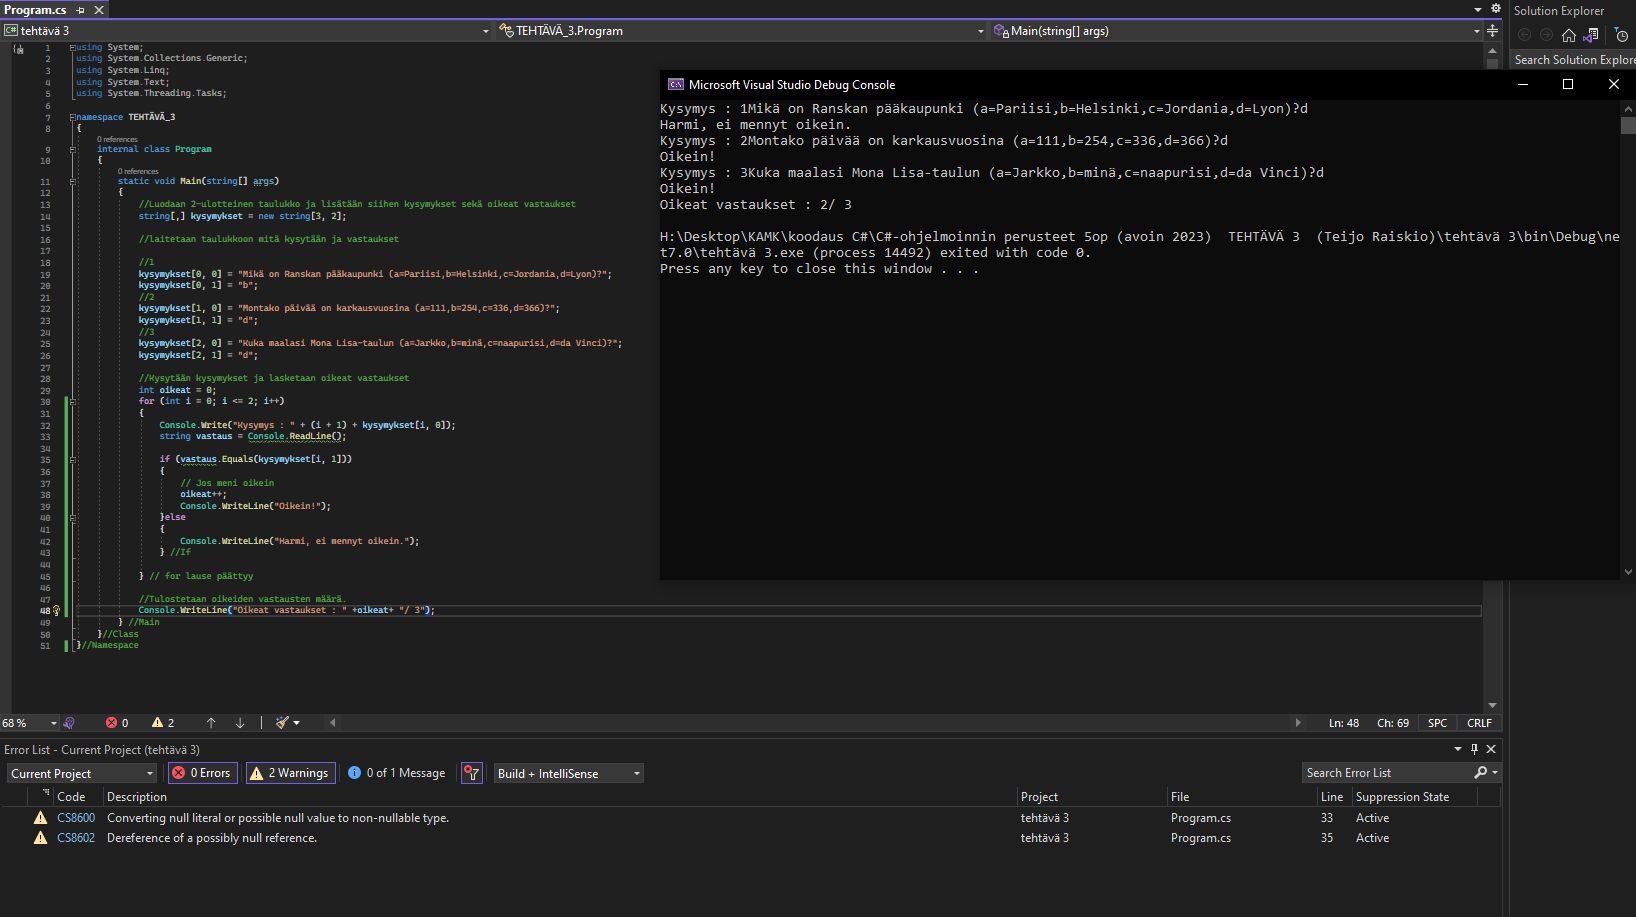 Program.cs
C# tehtävä 3
TEHTÄVÄ_3.Program
Main(string[] args)
1 using System;
2 using System.Collections.Generic;
3 using System.Linq;
4 using System.Text;
5 using System.Threading.Tasks;
6
7 namespace TEHTÄVÄ_3
8 {
0 references
9 internal class Program
10 {
0 references
11 static void Main(string[] args)
12 {
13 //Luodaan 2-ulotteinen taulukko ja lisätään siihen kysymykset sekä oikeat vastaukset
14 string[,] kysymykset = new string[3, 2];
15
16 //laitetaan taulukkoon mitä kysytään ja vastaukset
17
18 //1
19 kysymykset[0, 0] = "Mikä on Ranskan pääkaupunki (a=Pariisi,b=Helsinki,c=Jordania,d=Lyon)?";
20 kysymykset[0, 1] = "b";
21 //2
22 kysymykset[1, 0] = "Montako päivää on karkausvuosina (a=111,b=254,c=336,d=366)?";
23 kysymykset[1, 1] = "d";
24 //3
25 kysymykset[2, 0] = "Kuka maalasi Mona Lisa-taulun (a=Jarkko,b=minä,c=naapurisi,d=da Vinci)?";
26 kysymykset[2, 1] = "d";
27
28 //Kysytään kysymykset ja lasketaan oikeat vastaukset
29 int oikeat = 0;
30 for (int i = 0; i <= 2; i++)
31 {
32 Console.Write("Kysymys : " + (i + 1) + kysymykset[i, 0]);
33 string vastaus = Console.ReadLine();
34
35 if (vastaus.Equals(kysymykset[i, 1]))
36 {
37 // Jos meni oikein
38 oikeat++;
39 Console.WriteLine("Oikein!");
40 }else
41 {
42 Console.WriteLine("Harmi, ei mennyt oikein.");
43 } //If
44
45 } // for lause päättyy
46
47 //Tulostetaan oikeiden vastausten määrä.
48 Console.WriteLine("Oikeat vastaukset : " +oikeat+ "/ 3");
49 } //Main
50 }//Class
51 }//Namespace
Microsoft Visual Studio Debug Console
Kysymys : 1Mikä on Ranskan pääkaupunki (a=Pariisi,b=Helsinki,c=Jordania,d=Lyon)?d
Harmi, ei mennyt oikein.
Kysymys : 2Montako päivää on karkausvuosina (a=111,b=254,c=336,d=366)?d
Oikein!
Kysymys : 3Kuka maalasi Mona Lisa-taulun (a=Jarkko,b=minä,c=naapurisi,d=da Vinci)?d
Oikein!
Oikeat vastaukset : 2/ 3
H:\Desktop\KAMK\koodaus C#\C#-ohjelmoinnin perusteet 5op (avoin 2023)  TEHTÄVÄ 3  (Teijo Raiskio)\tehtävä 3\bin\Debug\ne
t7.0\tehtävä 3.exe (process 14492) exited with code 0.
Press any key to close this window . . .
Solution Explorer
Search Solution Explore
68 %
0
2
Ln: 48 Ch: 69 SPC CRLF
Error List - Current Project (tehtävä 3)
Current Project
0 Errors
2 Warnings
0 of 1 Message
Build + IntelliSense
Search Error List
Code Description Project File Line Suppression State
CS8600 Converting null literal or possible null value to non-nullable type. tehtävä 3 Program.cs 33 Active
CS8602 Dereference of a possibly null reference. tehtävä 3 Program.cs 35 Active